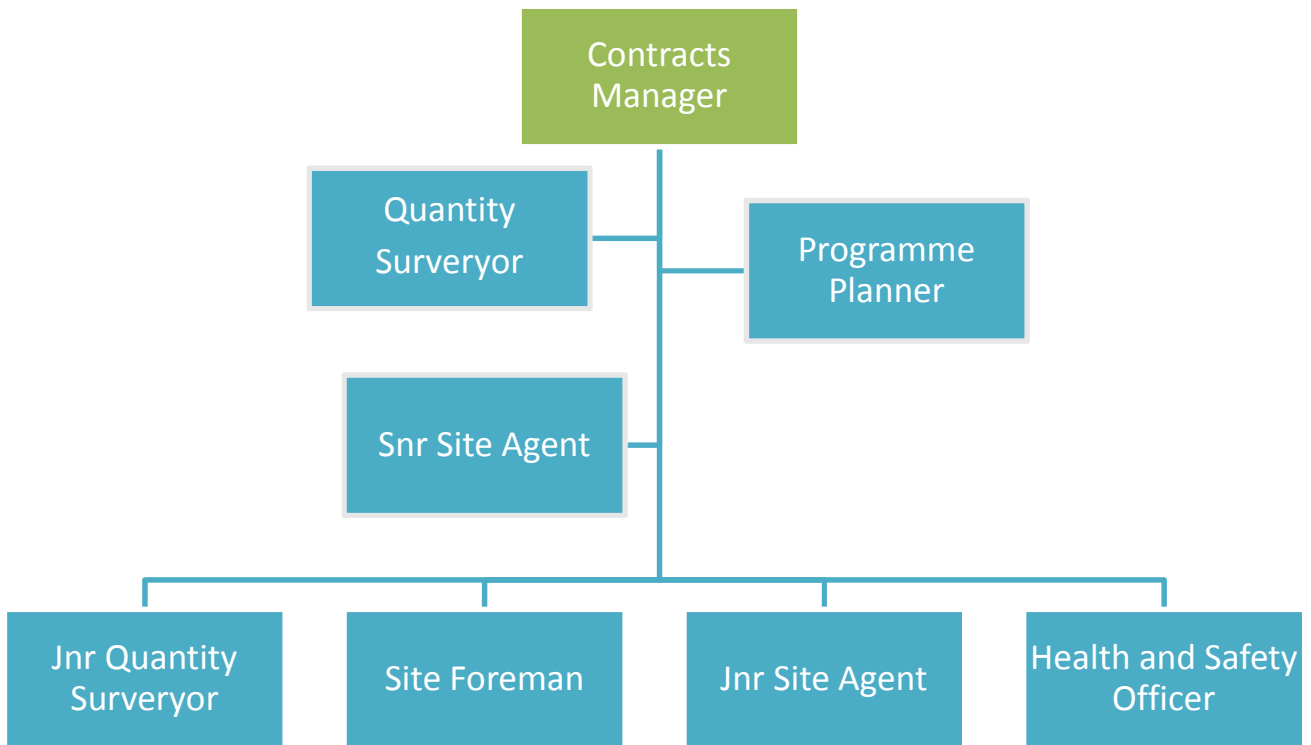 Contracts
Manager
Quantity
Surveryor
Programme
Planner
Snr Site Agent
Jnr Quantity
Surveryor
Site Foreman
Jnr Site Agent
Health and Safety
Officer